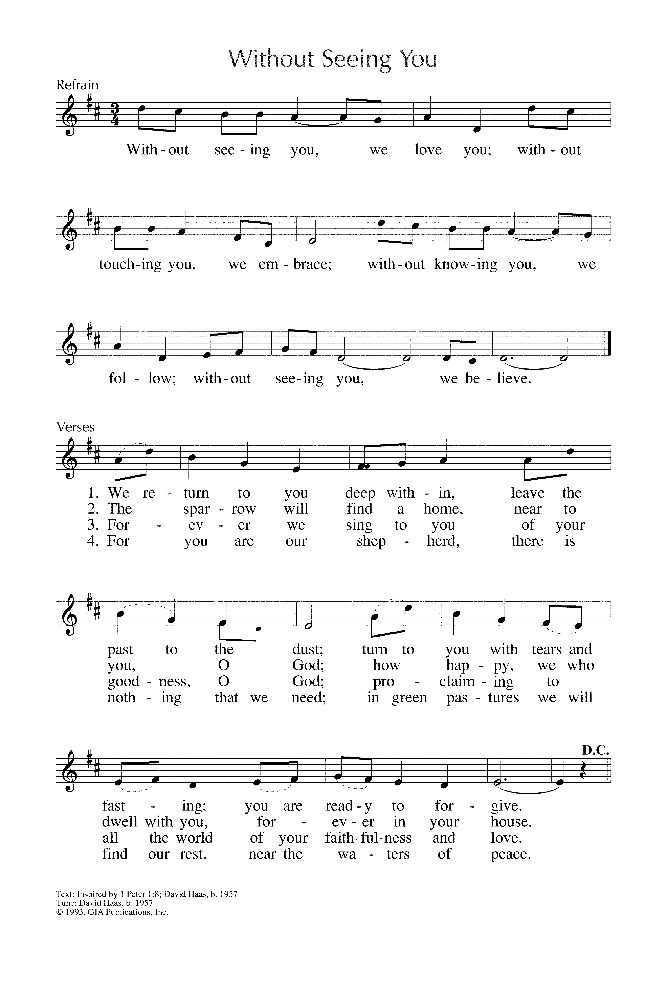 Without Seeing You
Refrain
3
4
With - out see - ing you, we love you; with - out
touch - ing you, we em - brace; with - out know - ing you, we
fol - low; with - out see - ing you, we be - lieve.
Verses
1. We re - turn to you deep with - in, leave the
2. The spar - row will find a home, near to
3. For - ev - er we sing to you of your
4. For you are our shep - herd, there is
past to the dust; turn to you with tears and
you, O God; how hap - py, we who
good - ness, O God; pro - claim - ing to
noth - ing that we need; in green pas - tures we will
D.C.
fast - ing; you are read - y to for - give.
dwell with you, for - ev - er in your house.
all the world of your faith - ful - ness and love.
find our rest, near the wa - ters of peace.
Text: Inspired by 1 Peter 1:8; David Haas, b. 1957
Tune: David Haas, b. 1957
© 1993, GIA Publications, Inc.